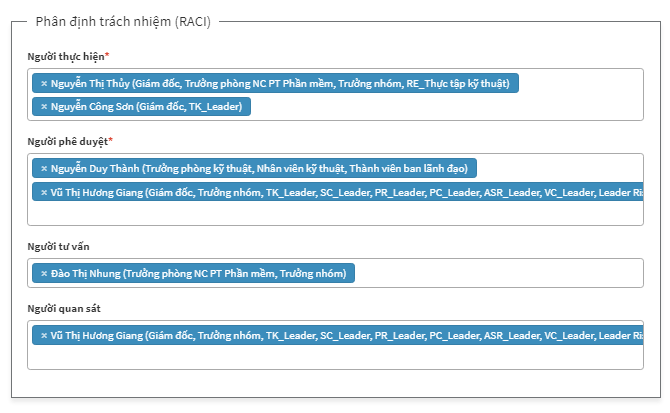 Phân định trách nhiệm (RACI)
Người thực hiện*
× Nguyễn Thị Thủy (Giám đốc, Trưởng phòng NC PT Phần mềm, Trưởng nhóm, RE_Thực tập kỹ thuật)
× Nguyễn Công Sơn (Giám đốc, TK_Leader)
Người phê duyệt*
× Nguyễn Duy Thành (Trưởng phòng kỹ thuật, Nhân viên kỹ thuật, Thành viên ban lãnh đạo)
× Vũ Thị Hương Giang (Giám đốc, Trưởng nhóm, TK_Leader, SC_Leader, PR_Leader, PC_Leader, ASR_Leader, VC_Leader, Leader
Người tư vấn
× Đào Thị Nhung (Trưởng phòng NC PT Phần mềm, Trưởng nhóm)
Người quan sát
× Vũ Thị Hương Giang (Giám đốc, Trưởng nhóm, TK_Leader, SC_Leader, PR_Leader, PC_Leader, ASR_Leader, VC_Leader, Leader